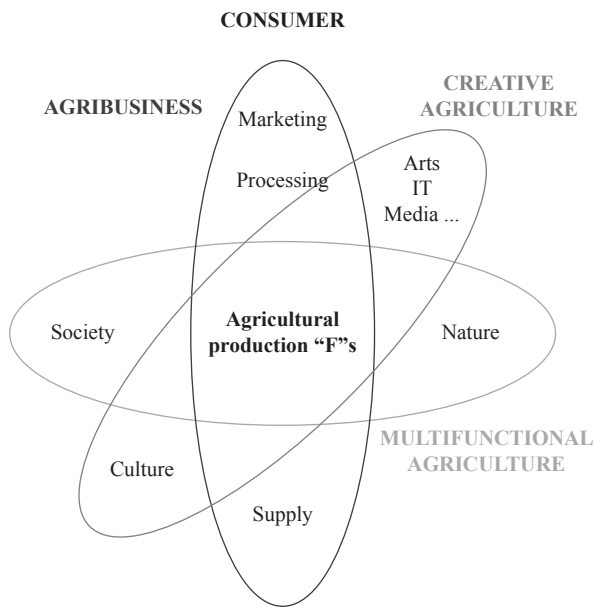 CONSUMER
AGRIBUSINESS
CREATIVE
AGRICULTURE
Marketing
Processing
Arts
IT
Media ...
Society
Agricultural
production “F”s
Nature
MULTIFUNCTIONAL
AGRICULTURE
Culture
Supply